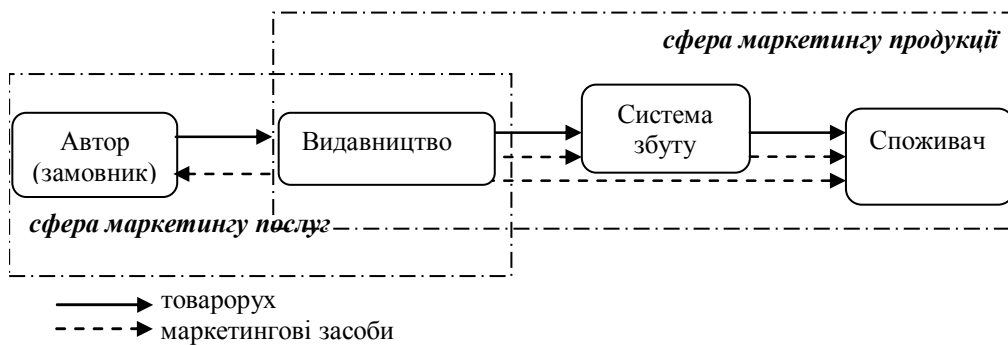 сфера маркетингу продукції
Автор
(замовник)
Видавництво
Система
збуту
Споживач
сфера маркетингу послуг
товарорух
маркетингові засоби